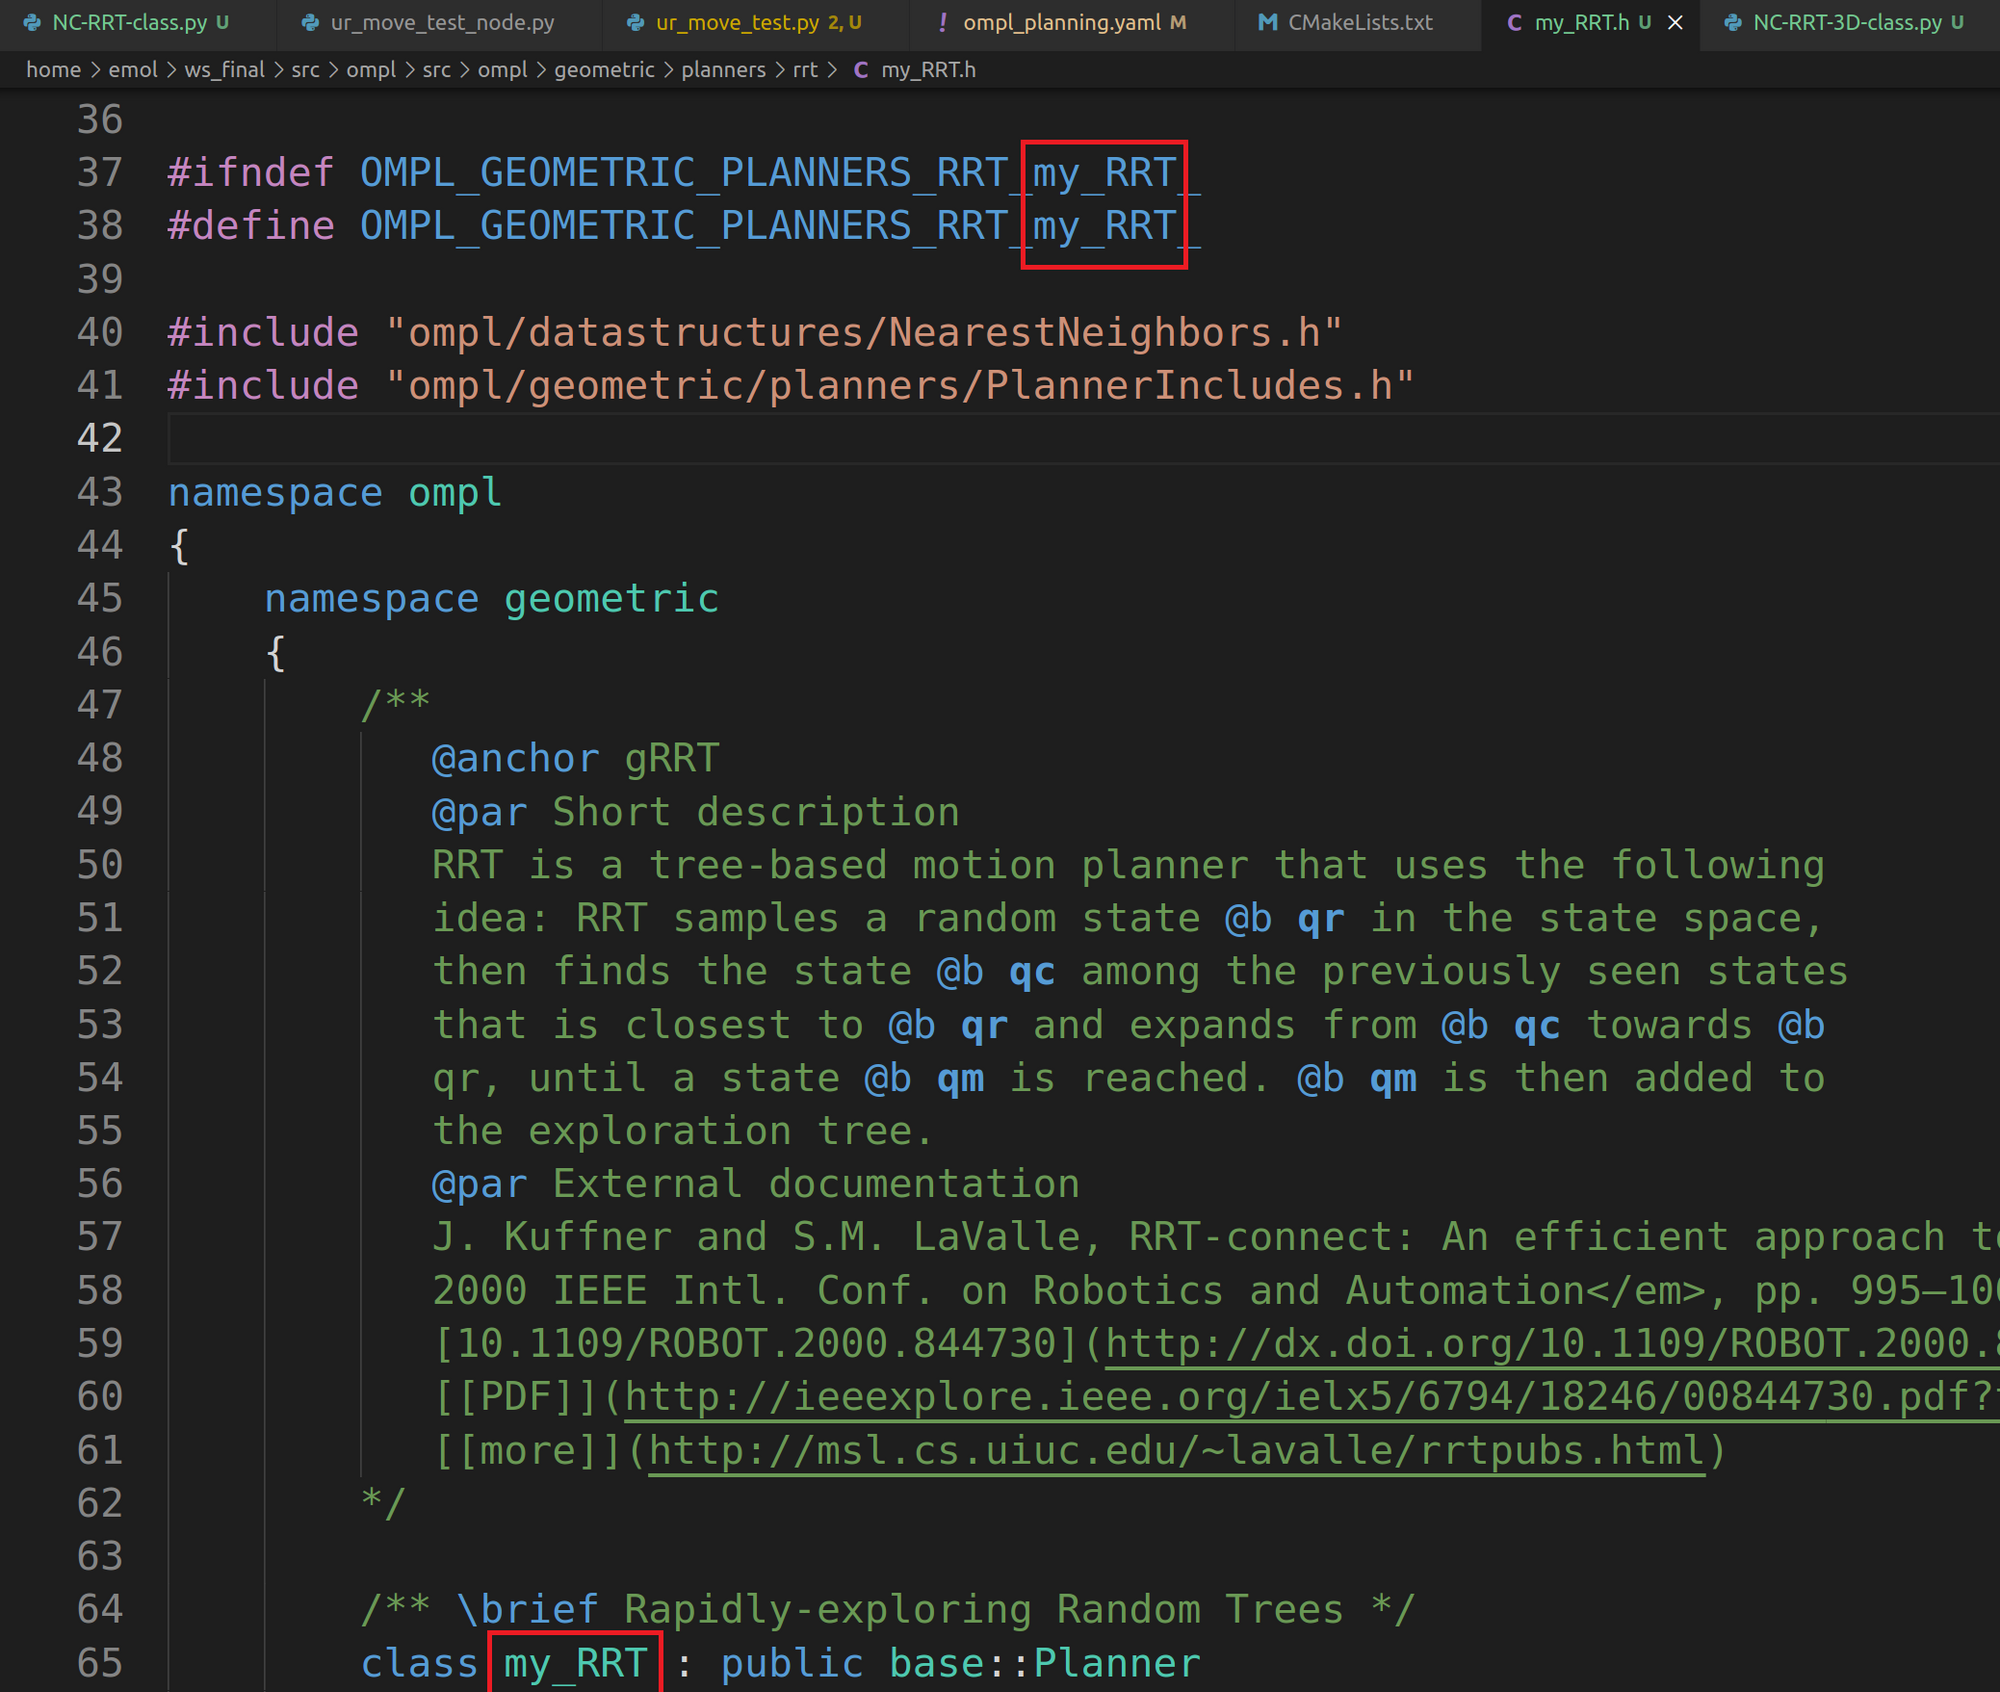 NC-RRT-class.py U ur_move_test_node.py ur_move_test.py 2, U ! ompl_planning.yaml M M CMakeLists.txt C my_RRT.h U × NC-RRT-3D-class.py U
home > emol > ws_final > src > ompl > src > ompl > geometric > planners > rrt > C my_RRT.h
36
37 #ifndef OMPL_GEOMETRIC_PLANNERS_RRT_my_RRT_
38 #define OMPL_GEOMETRIC_PLANNERS_RRT_my_RRT_
39
40 #include "ompl/datastructures/NearestNeighbors.h"
41 #include "ompl/geometric/planners/PlannerIncludes.h"
42
43 namespace ompl
44 {
45 namespace geometric
46 {
47 /**
48 @anchor gRRT
49 @par Short description
50 RRT is a tree-based motion planner that uses the following
51 idea: RRT samples a random state @b qr in the state space,
52 then finds the state @b qc among the previously seen states
53 that is closest to @b qr and expands from @b qc towards @b
54 qr, until a state @b qm is reached. @b qm is then added to
55 the exploration tree.
56 @par External documentation
57 J. Kuffner and S.M. LaValle, RRT-connect: An efficient approach
58 2000 IEEE Intl. Conf. on Robotics and Automation</em>, pp. 995–100
59 [10.1109/ROBOT.2000.844730](http://dx.doi.org/10.1109/ROBOT.2000.8
60 [[PDF]](http://ieeexplore.ieee.org/ielx5/6794/18246/00844730.pdf?
61 [[more]](http://msl.cs.uiuc.edu/~lavalle/rrtpubs.html)
62 */
63
64 /** \brief Rapidly-exploring Random Trees */
65 class my_RRT : public base::Planner